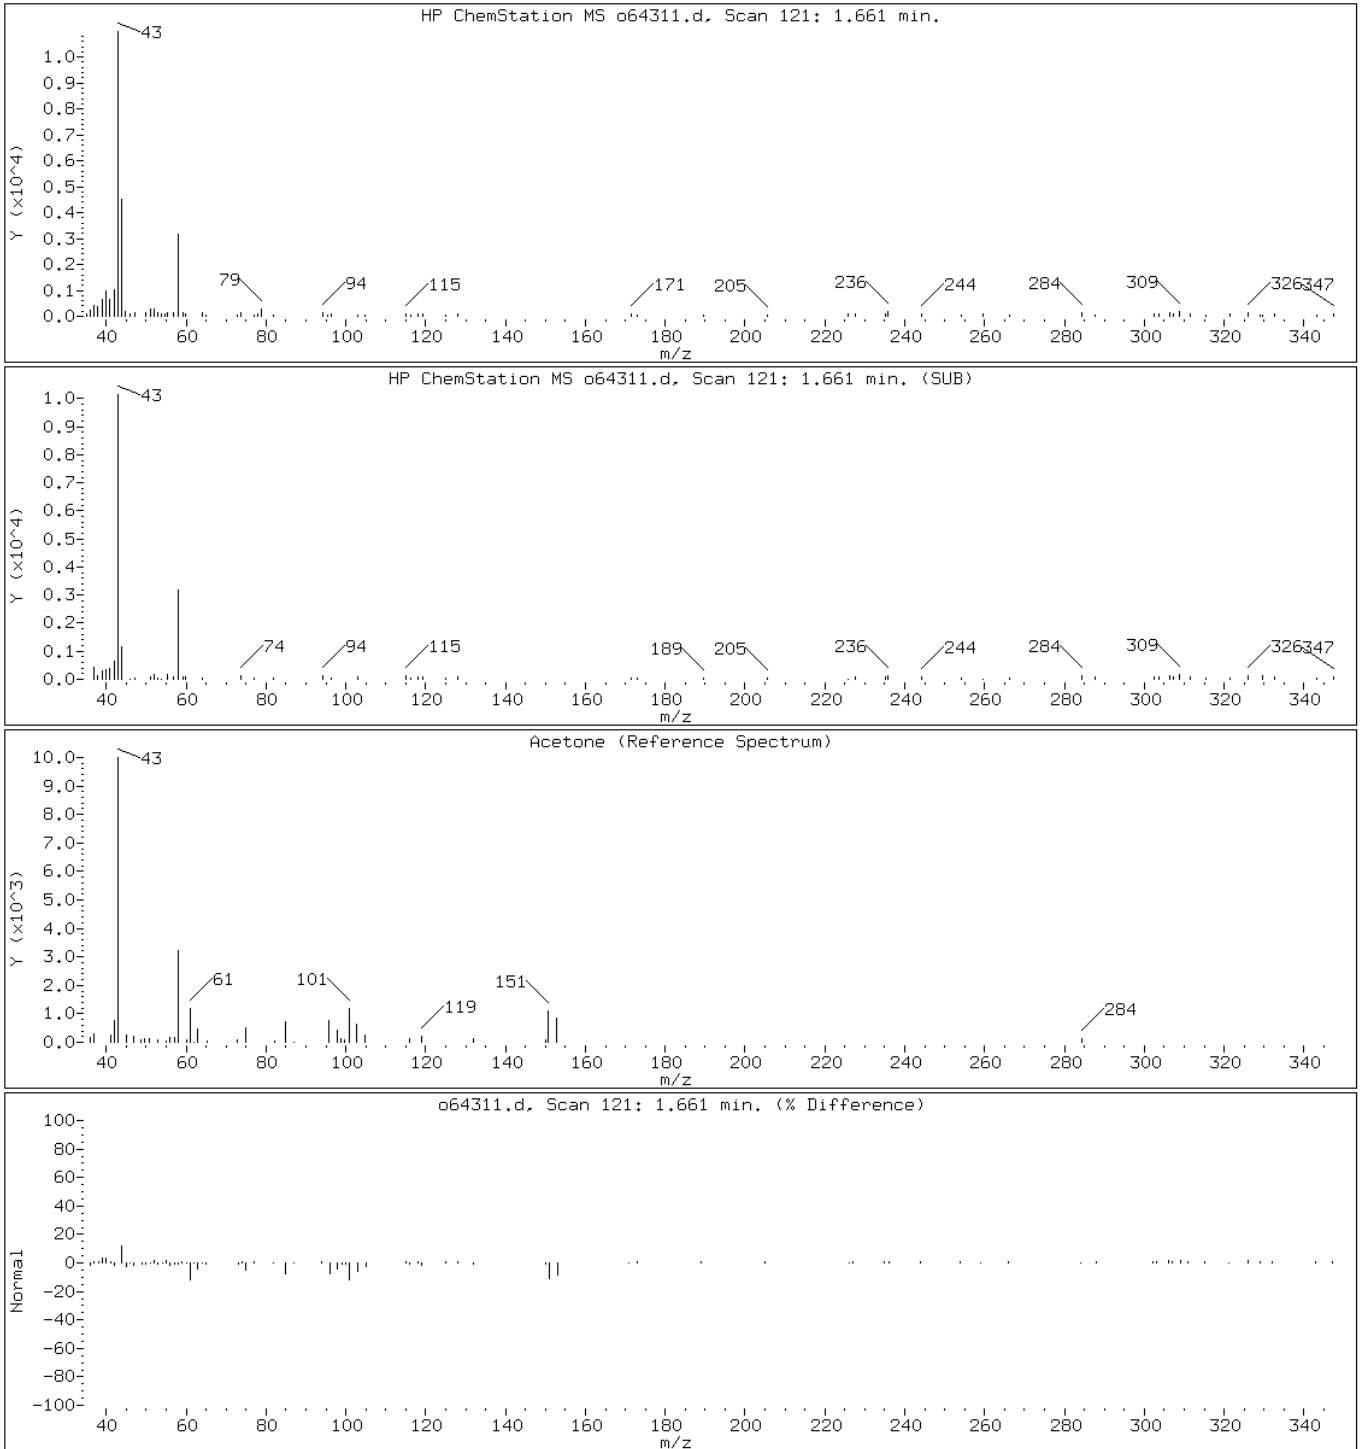 HP ChemStation MS o64311.d, Scan 121: 1.661 min.
43
1.0
0.9
0.8
0.7
0.6
0.5
0.4
0.3
0.2
0.1
0.0
Y (x10^4)
79 94 115 171 205 236 244 284 309 326 347
40 60 80 100 120 140 160 180 200 220 240 260 280 300 320 340
m/z
HP ChemStation MS o64311.d, Scan 121: 1.661 min. (SUB)
43
1.0
0.9
0.8
0.7
0.6
0.5
0.4
0.3
0.2
0.1
0.0
Y (x10^4)
74 94 115 189 205 236 244 284 309 326 347
40 60 80 100 120 140 160 180 200 220 240 260 280 300 320 340
m/z
Acetone (Reference Spectrum)
43
10.0
9.0
8.0
7.0
6.0
5.0
4.0
3.0
2.0
1.0
0.0
Y (x10^3)
61 101 119 151 284
40 60 80 100 120 140 160 180 200 220 240 260 280 300 320 340
m/z
o64311.d, Scan 121: 1.661 min. (% Difference)
100
80
60
40
20
0
-20
-40
-60
-80
-100
Normal
40 60 80 100 120 140 160 180 200 220 240 260 280 300 320 340
m/z